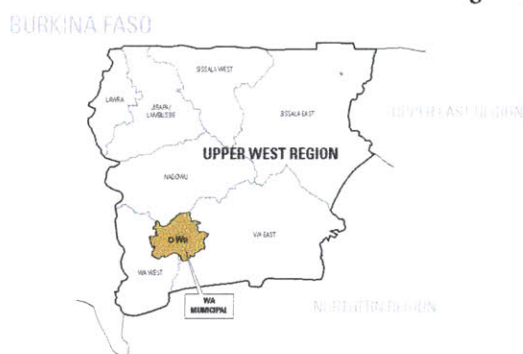 BURKINA FASO
SISSALA WEST
LAWRA
JIRAPA/
LAMBUSSIE
SISSALA EAST
UPPER EAST REGION
UPPER WEST REGION
NADOWLI
Wa
WA EAST
WA WEST
WA
MUNICIPAL
NORTHERN REGION